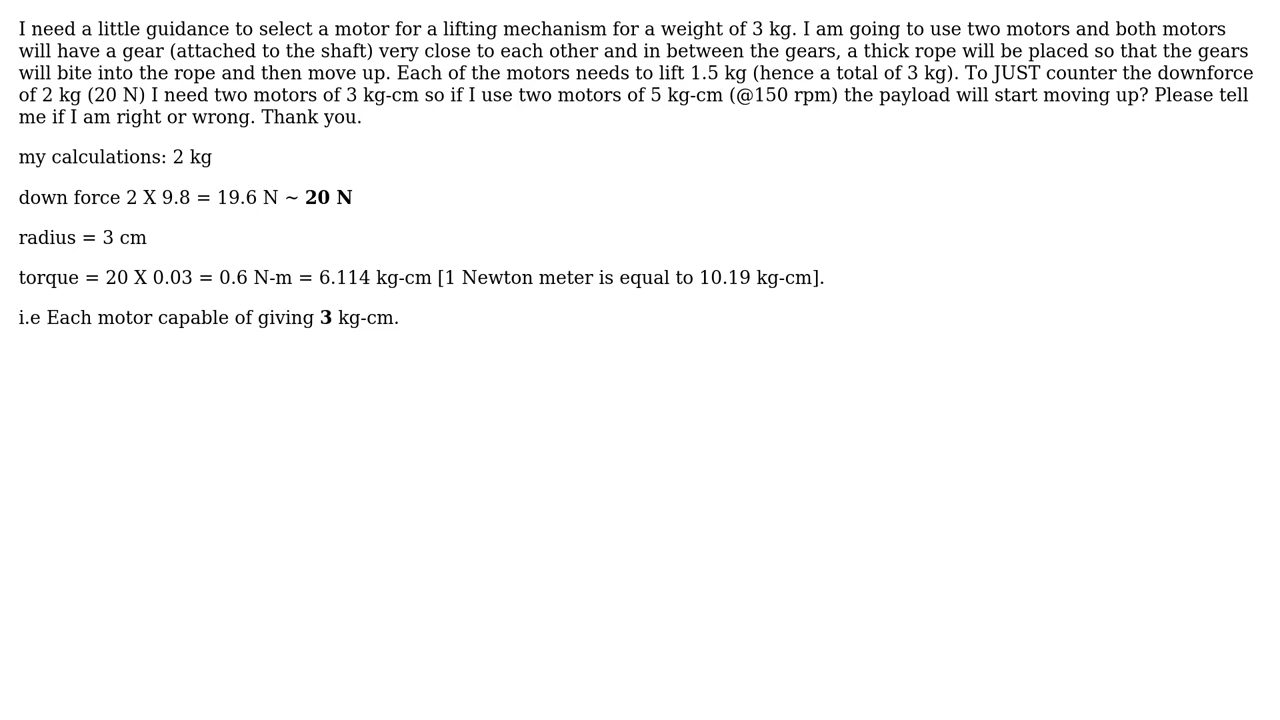 I need a little guidance to select a motor for a lifting mechanism for a weight of 3 kg. I am going to use two motors and both motors
will have a gear (attached to the shaft) very close to each other and in between the gears, a thick rope will be placed so that the gears
will bite into the rope and then move up. Each of the motors needs to lift 1.5 kg (hence a total of 3 kg). To JUST counter the downforce
of 2 kg (20 N) I need two motors of 3 kg-cm so if I use two motors of 5 kg-cm (@150 rpm) the payload will start moving up? Please tell
me if I am right or wrong. Thank you.
my calculations: 2 kg
down force 2 X 9.8 = 19.6 N ~ 20 N
radius = 3 cm
torque = 20 X 0.03 = 0.6 N-m = 6.114 kg-cm [1 Newton meter is equal to 10.19 kg-cm].
i.e Each motor capable of giving 3 kg-cm.